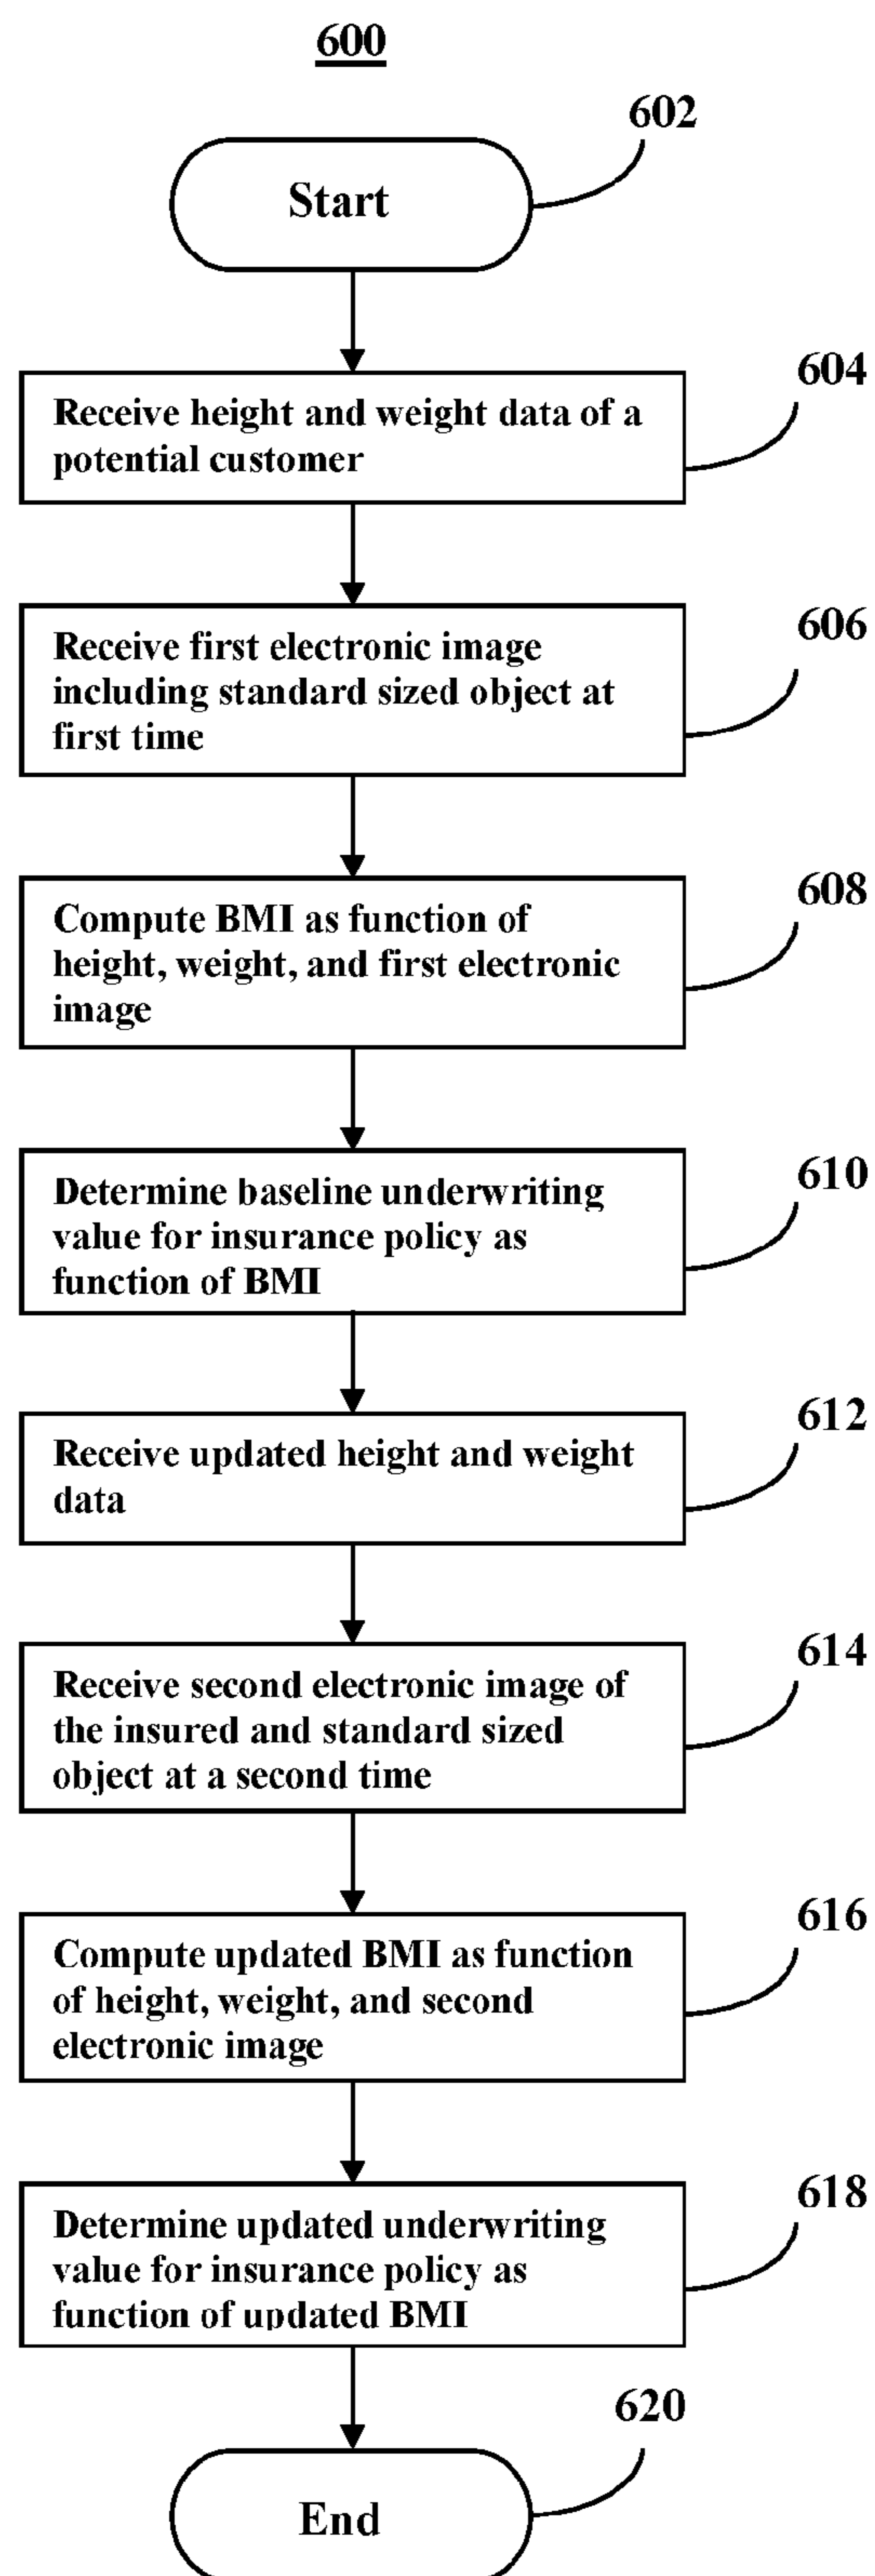 600
602
Start
604
Receive height and weight data of a
potential customer
606
Receive first electronic image
including standard sized object at
first time
608
Compute BMI as function of
height, weight, and first electronic
image
610
Determine baseline underwriting
value for insurance policy as
function of BMI
612
Receive updated height and weight
data
614
Receive second electronic image of
the insured and standard sized
object at a second time
616
Compute updated BMI as function
of height, weight, and second
electronic image
618
Determine updated underwriting
value for insurance policy as
function of updated BMI
620
End